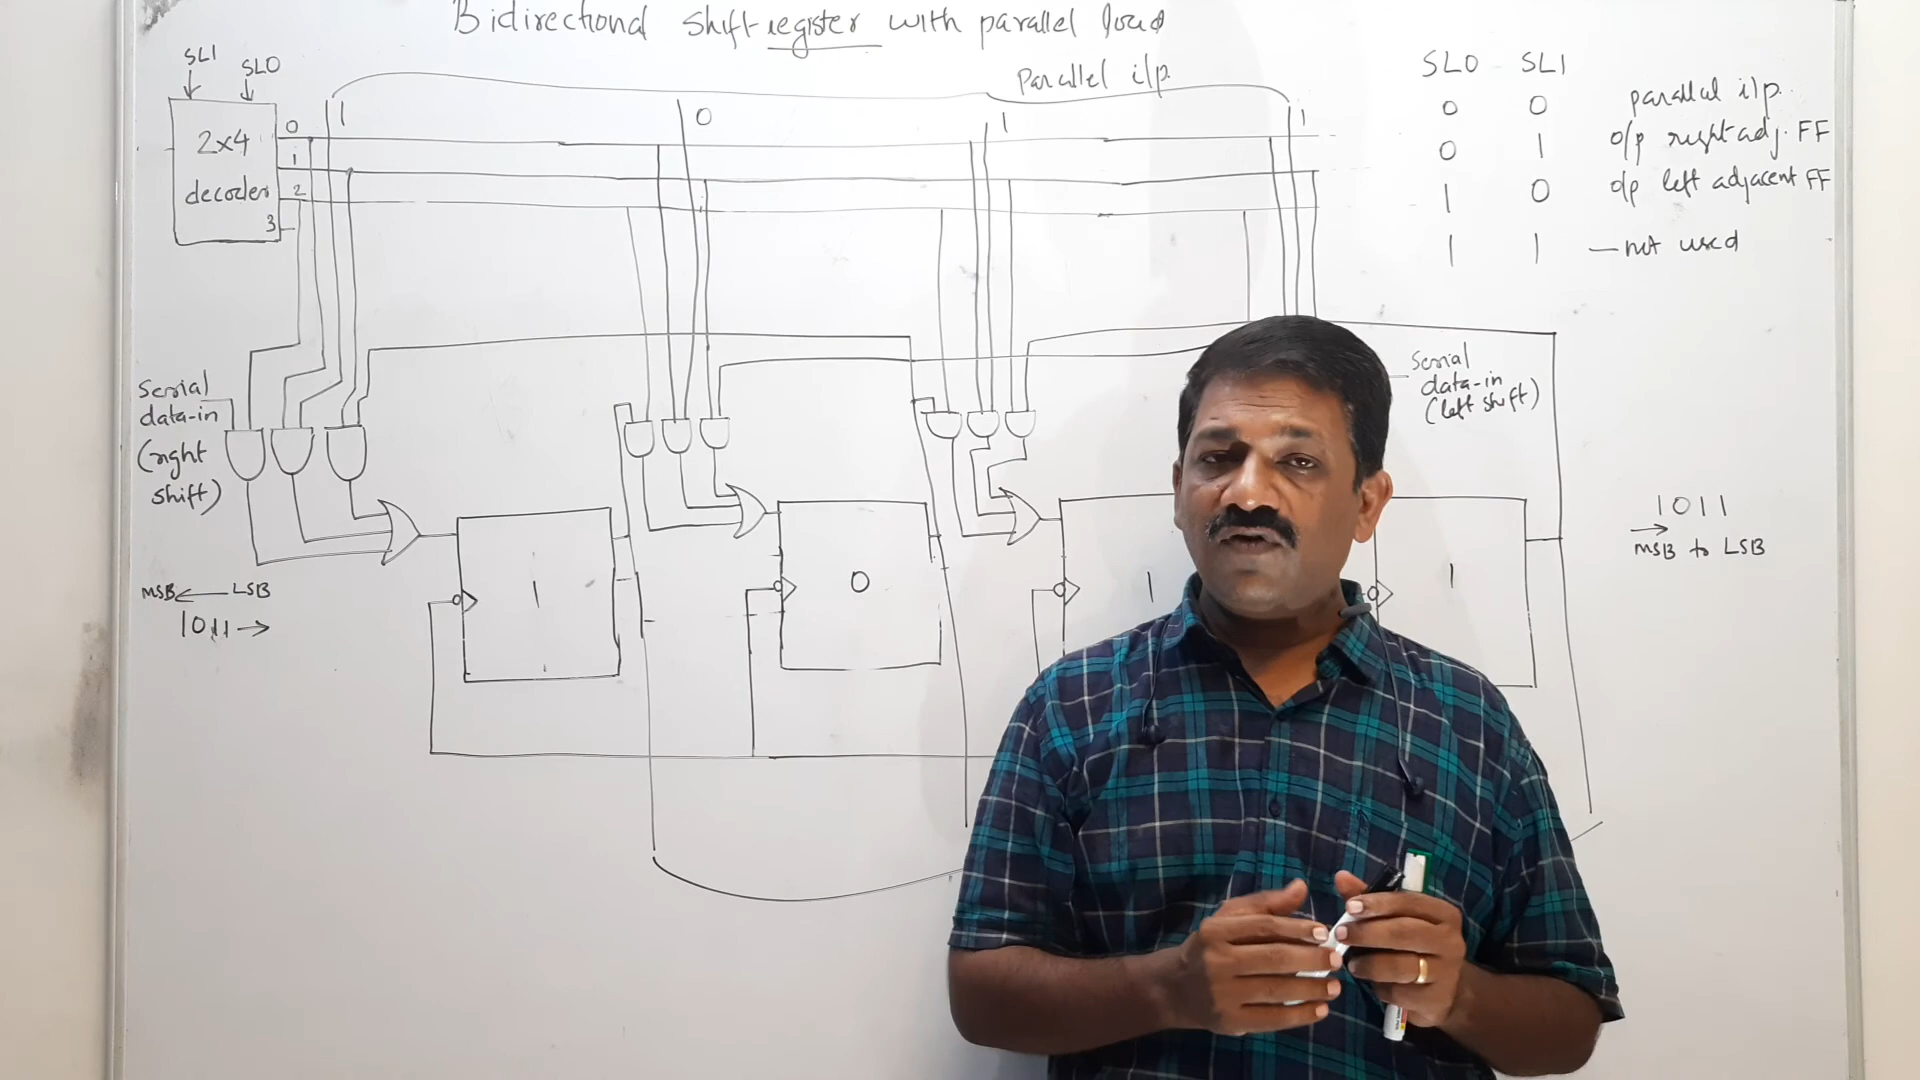 Bidirectional shift register with parallel load
SL1
SL0
2x4
decoder
0
1
2
3
1
0
1
1
Parallel i/p.
SL0 SL1
0 0 parallal i/p.
0 1 o/p right adj. FF
1 0 o/p left adjacent FF
1 1 — not used
Serial
data-in
(right
shift)
Serial
data-in
(left shift)
MSB ← LSB
1011 →
1
0
1
1
1011
→
MSB to LSB